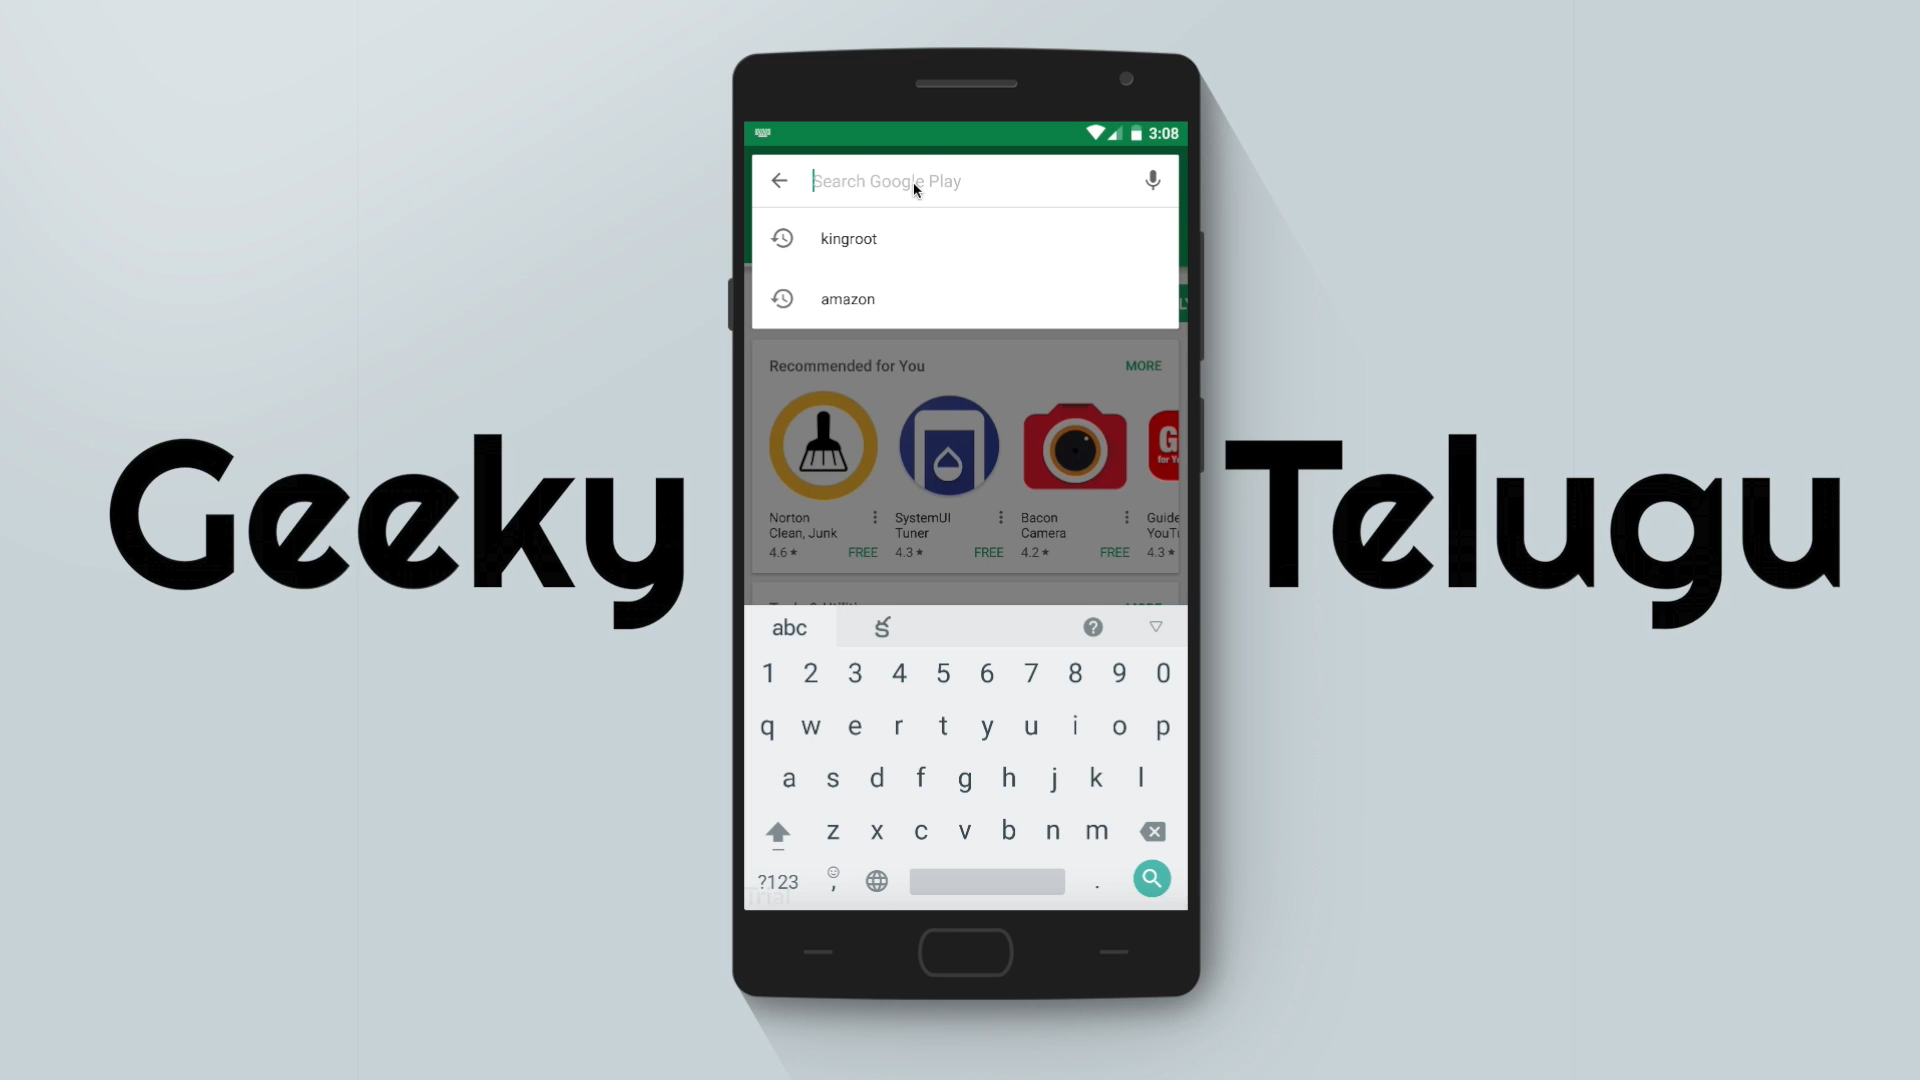 3:08
Search Google Play
kingroot
amazon
Recommended for You MORE
Norton Clean, Junk
4.6★ FREE
SystemUI Tuner
4.3★ FREE
Bacon Camera
4.2★ FREE
Guide
for
4.3★
Geeky Telugu
abc క ?
1 2 3 4 5 6 7 8 9 0
q w e r t y u i o p
a s d f g h j k l
z x c v b n m
?123 , .
Trial